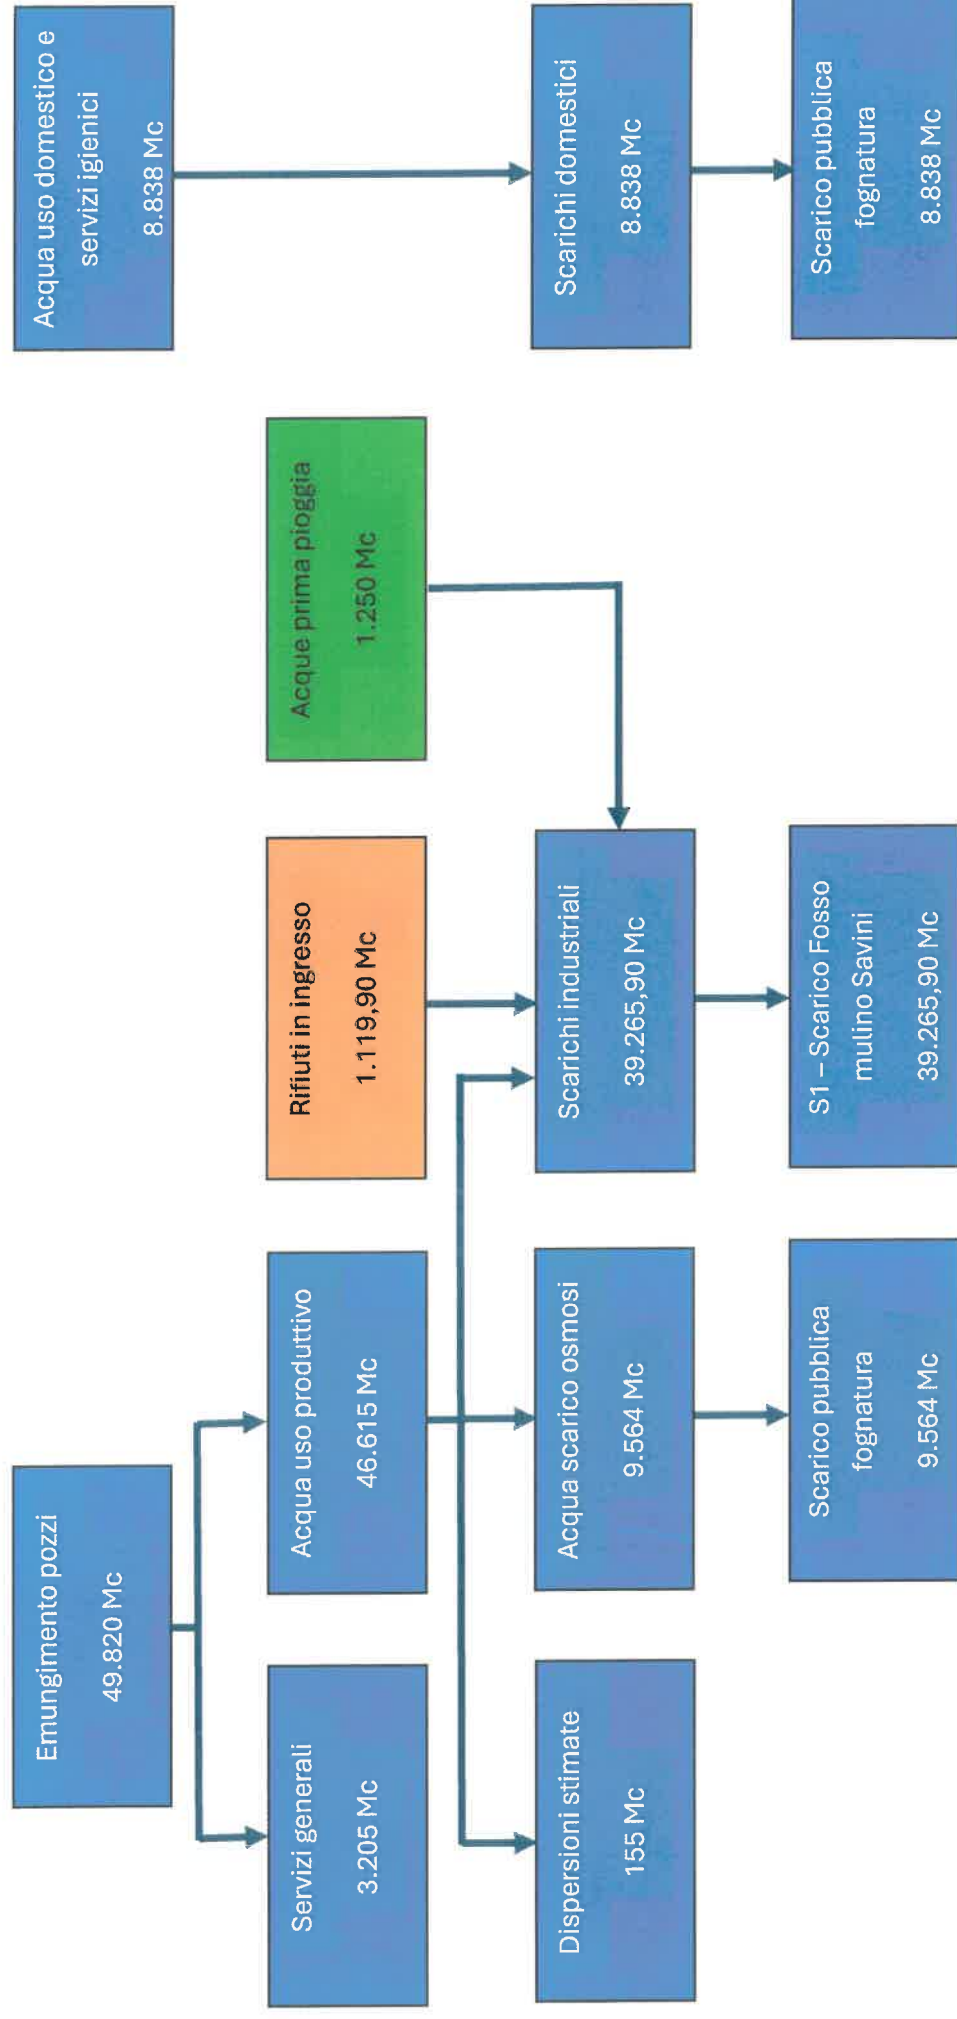 Emungimento pozzi
49.820 Mc
Acqua uso domestico e
servizi igienici
8.838 Mc
Servizi generali
3.205 Mc
Acqua uso produttivo
46.615 Mc
Rifiuti in ingresso
1.119,90 Mc
Acque prima pioggia
1.250 Mc
Dispersioni stimate
155 Mc
Acqua scarico osmosi
9.564 Mc
Scarichi industriali
39.265,90 Mc
Scarichi domestici
8.838 Mc
Scarico pubblica
fognatura
9.564 Mc
S1 – Scarico Fosso
mulino Savini
39.265,90 Mc
Scarico pubblica
fognatura
8.838 Mc